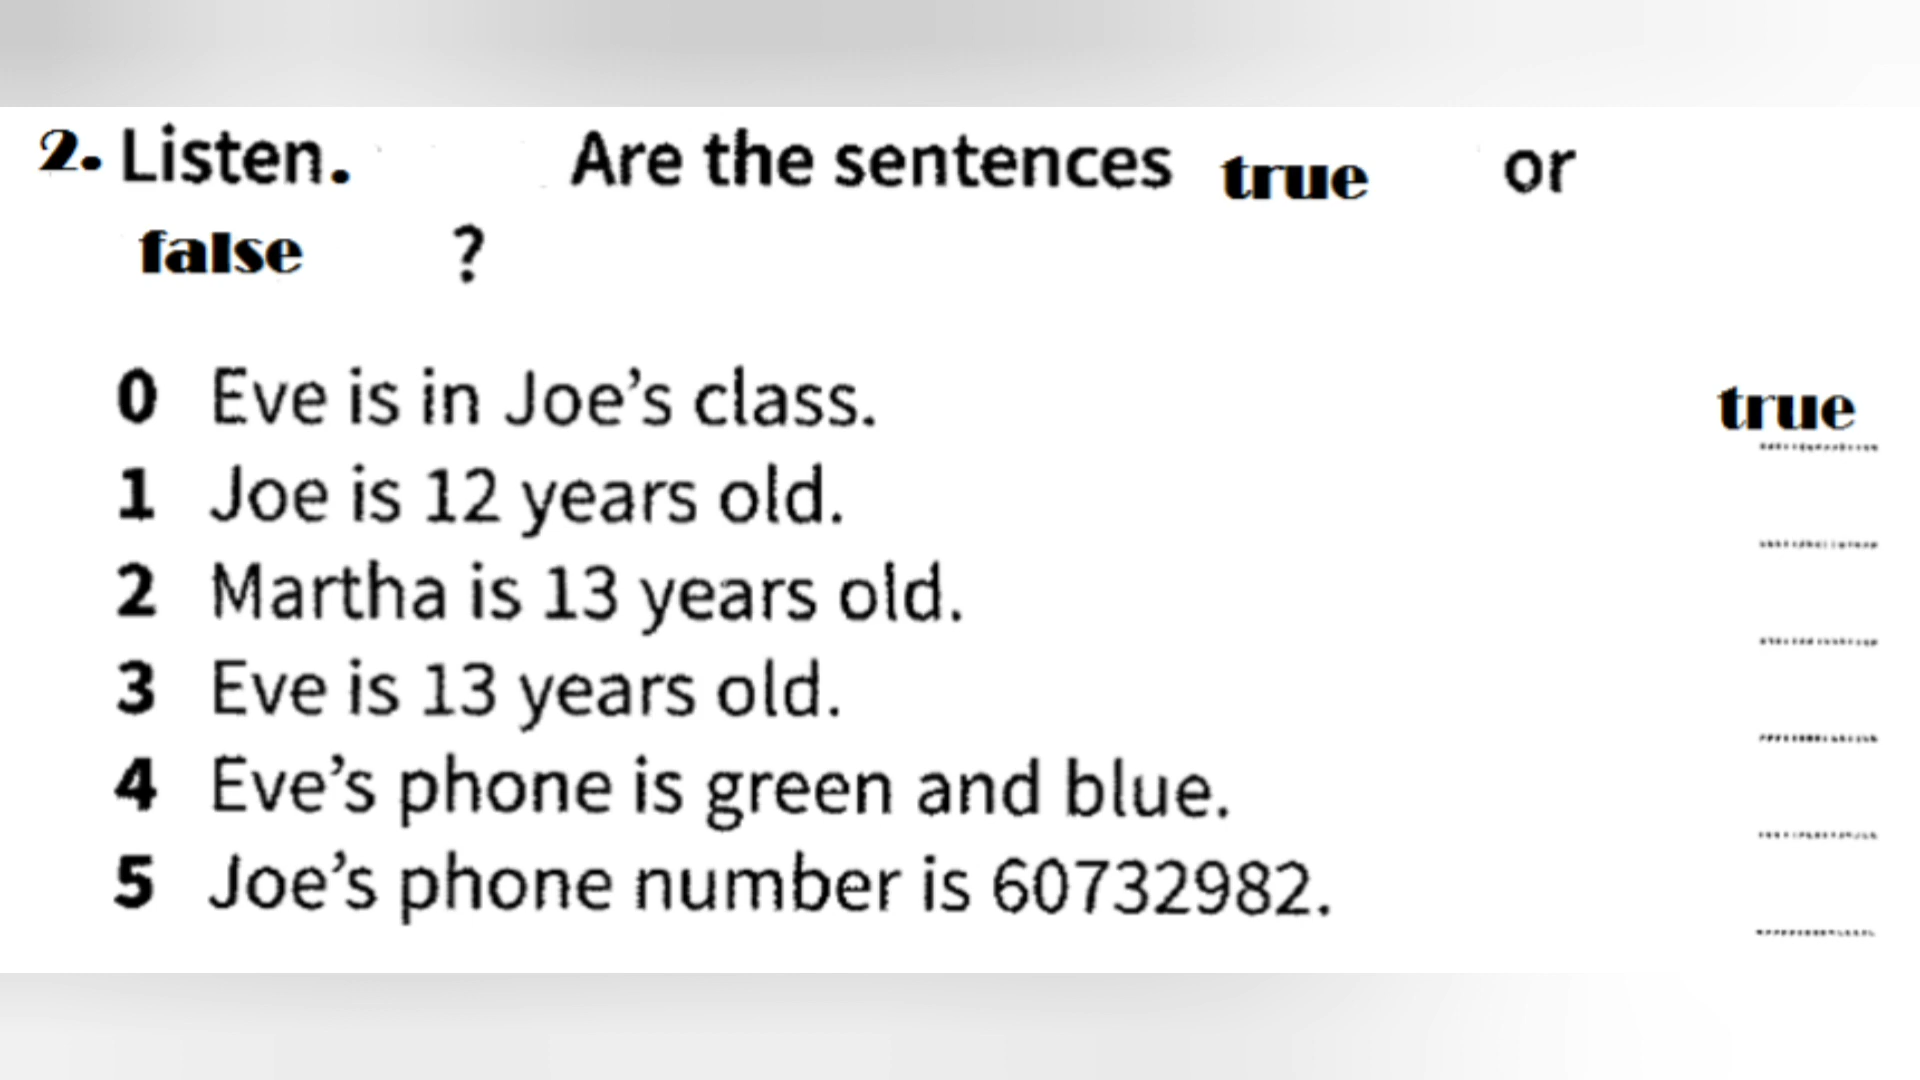 2. Listen. Are the sentences true or
false ?
0 Eve is in Joe’s class. true
1 Joe is 12 years old. ............
2 Martha is 13 years old. ............
3 Eve is 13 years old. ............
4 Eve’s phone is green and blue. ............
5 Joe’s phone number is 60732982. ............